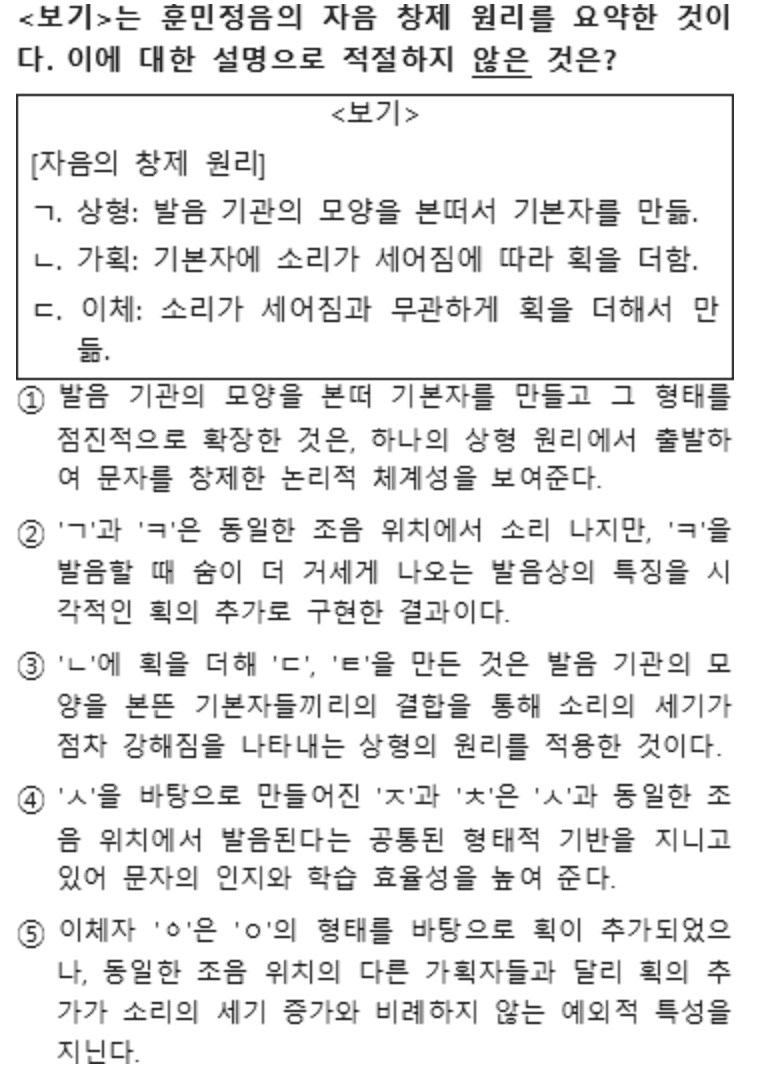 <보기>는 훈민정음의 자음 창제 원리를 요약한 것이
다. 이에 대한 설명으로 적절하지 않은 것은?
<보기>
[자음의 창제 원리]
ㄱ. 상형: 발음 기관의 모양을 본떠서 기본자를 만듦.
ㄴ. 가획: 기본자에 소리가 세어짐에 따라 획을 더함.
ㄷ. 이체: 소리가 세어짐과 무관하게 획을 더해서 만
듦.
① 발음 기관의 모양을 본떠 기본자를 만들고 그 형태를
점진적으로 확장한 것은, 하나의 상형 원리에서 출발하
여 문자를 창제한 논리적 체계성을 보여준다.
② 'ㄱ'과 'ㅋ'은 동일한 조음 위치에서 소리 나지만, 'ㅋ'을
발음할 때 숨이 더 거세게 나오는 발음상의 특징을 시
각적인 획의 추가로 구현한 결과이다.
③ 'ㄴ'에 획을 더해 'ㄷ', 'ㅌ'을 만든 것은 발음 기관의 모
양을 본뜬 기본자들끼리의 결합을 통해 소리의 세기가
점차 강해짐을 나타내는 상형의 원리를 적용한 것이다.
④ 'ㅅ'을 바탕으로 만들어진 'ㅈ'과 'ㅊ'은 'ㅅ'과 동일한 조
음 위치에서 발음된다는 공통된 형태적 기반을 지니고
있어 문자의 인지와 학습 효율성을 높여 준다.
⑤ 이체자 'ㆁ'은 'ㅇ'의 형태를 바탕으로 획이 추가되었으
나, 동일한 조음 위치의 다른 가획자들과 달리 획의 추
가가 소리의 세기 증가와 비례하지 않는 예외적 특성을
지닌다.